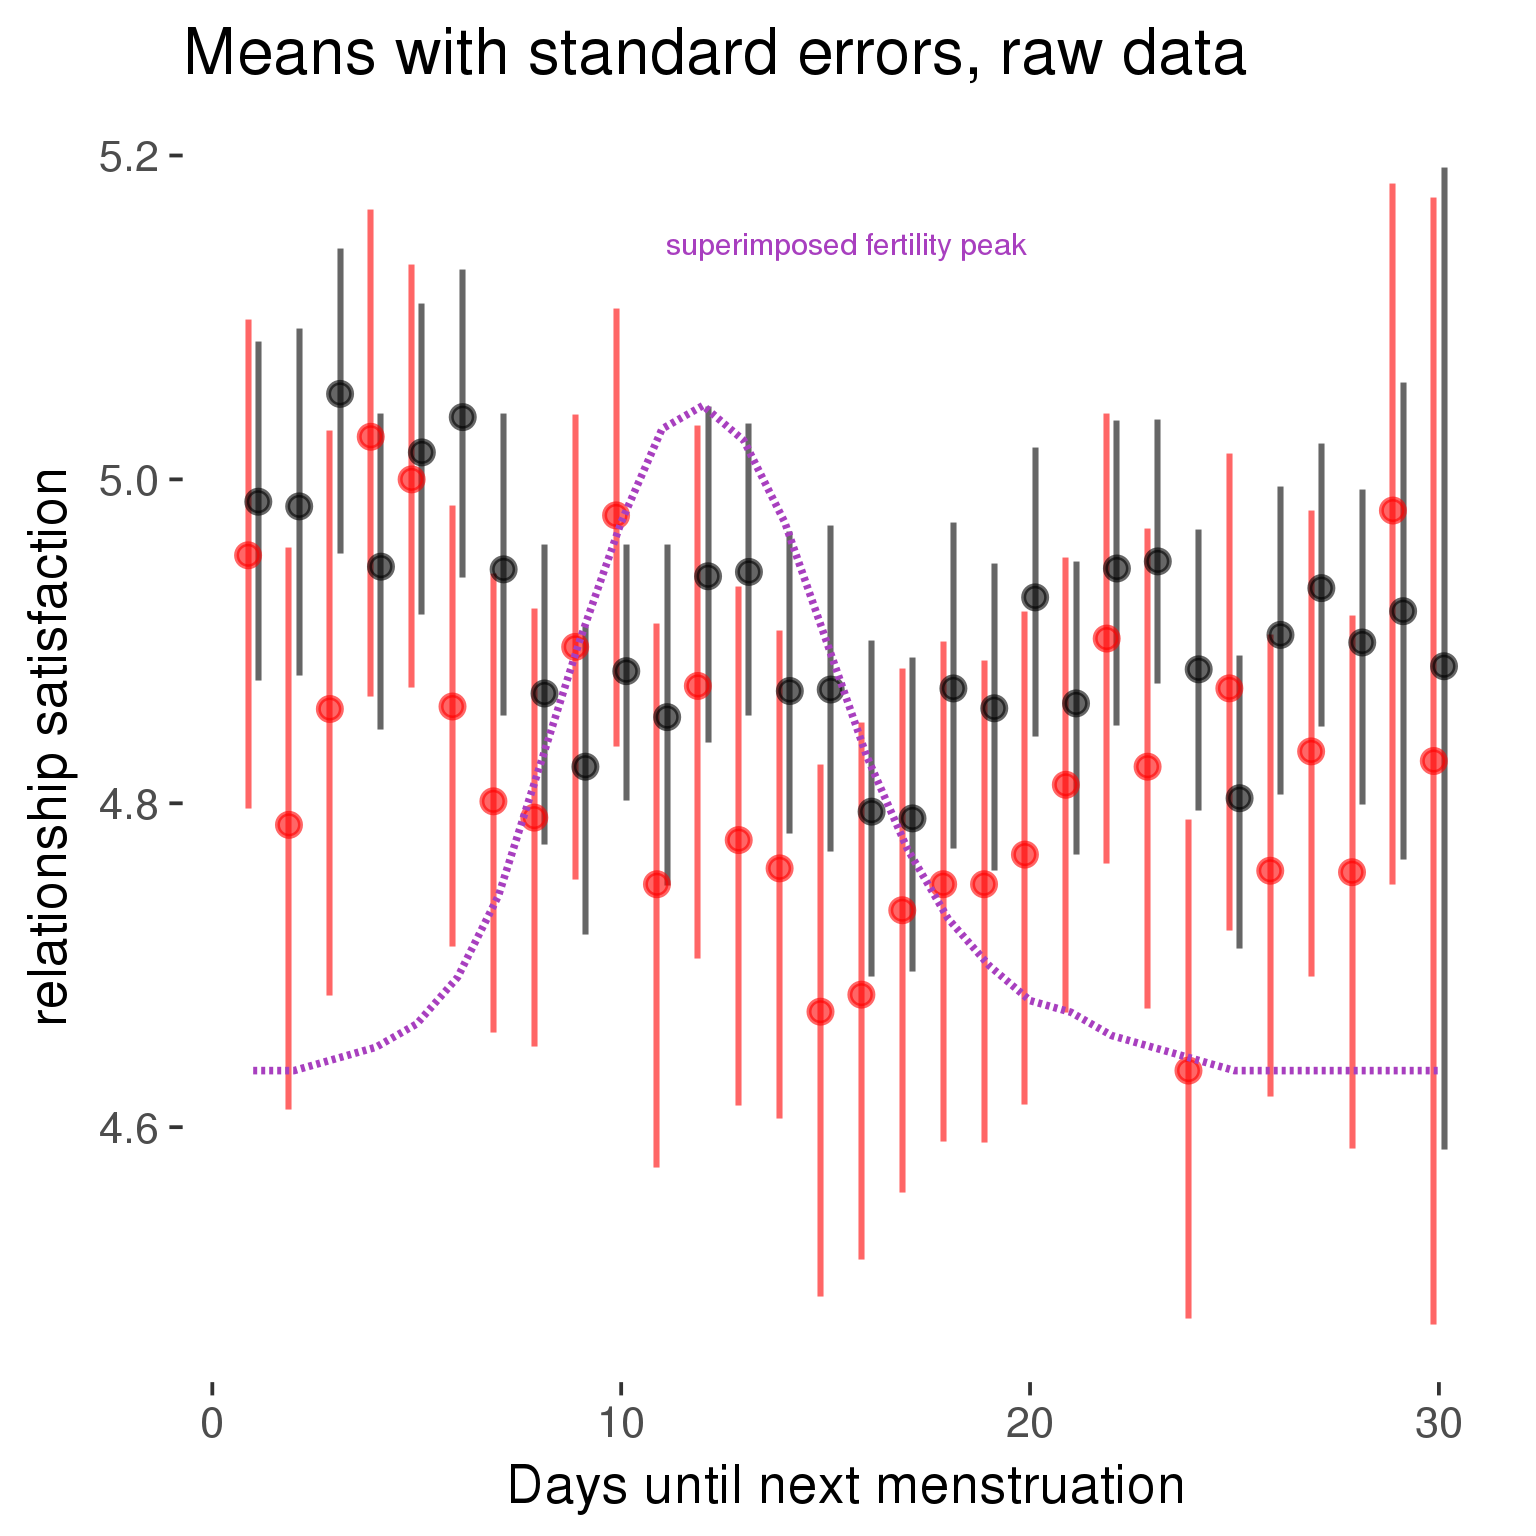 Means with standard errors, raw data
5.2
superimposed fertility peak
5.0
relationship satisfaction
4.8
4.6
0 10 20 30
Days until next menstruation